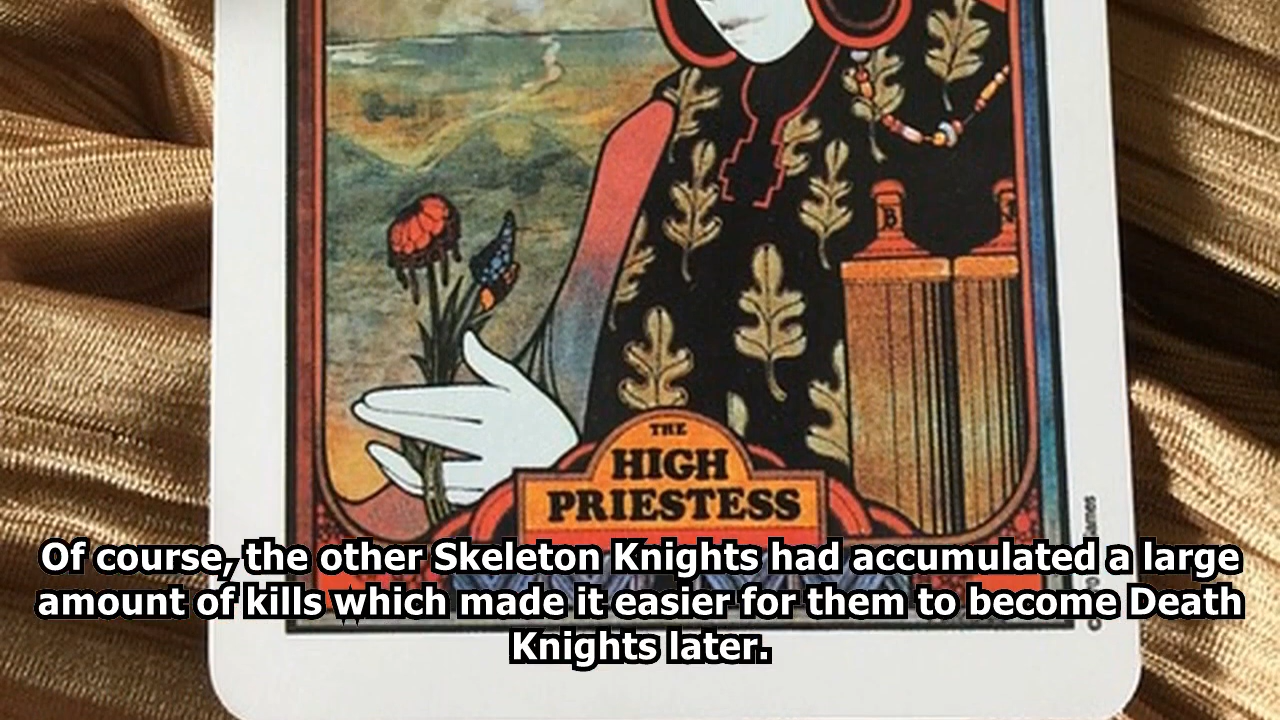 B
THE
HIGH
PRIESTESS
Of course, the other Skeleton Knights had accumulated a large
amount of kills which made it easier for them to become Death
Knights later.